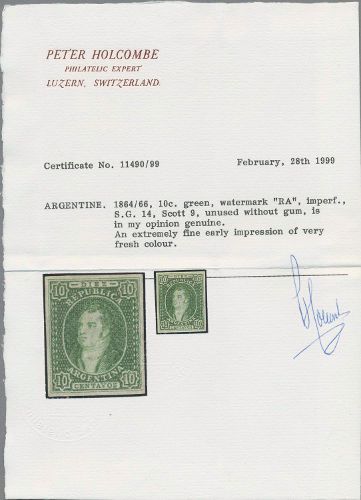 PETER HOLCOMBE
PHILATELIC EXPERT
LUZERN, SWITZERLAND.
Certificate No. 11490/99 February, 28th 1999
ARGENTINE. 1864/66, 10c. green, watermark "RA", imperf.,
S.G. 14, Scott 9, unused without gum, is
in my opinion genuine.
An extremely fine early impression of very
fresh colour.
10 DIEZ 10
REPUBLICA
ARGENTINA
10 CENTAVOS 10